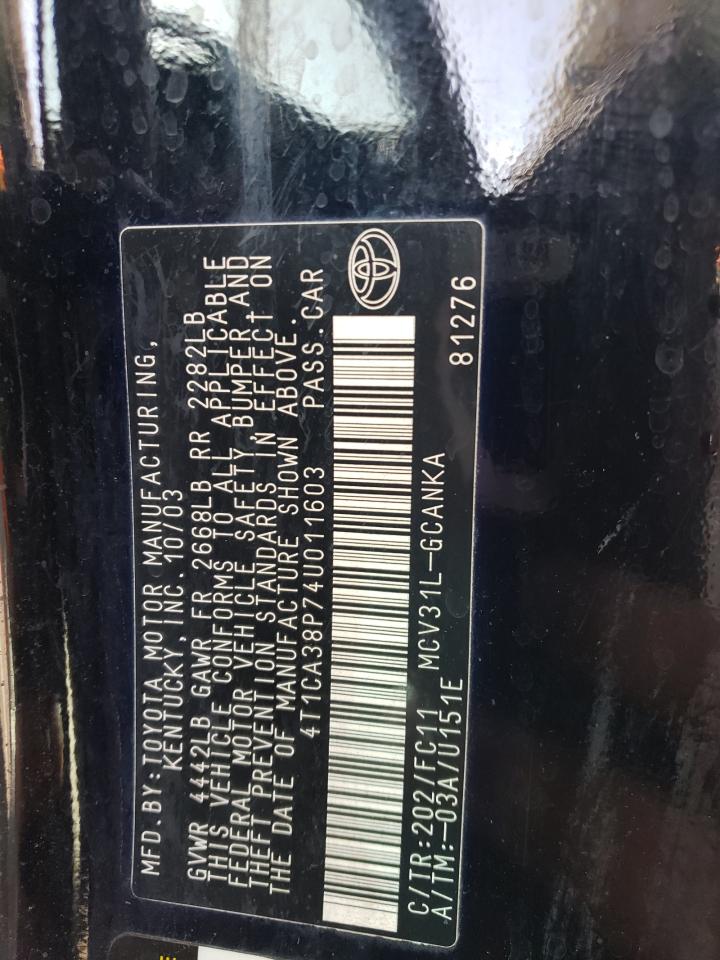 MFD.BY:TOYOTA MOTOR MANUFACTURING,
KENTUCKY,INC. 10/03
GVWR 4442LB GAWR FR 2668LB RR 2282LB
THIS VEHICLE CONFORMS TO ALL APPLICABLE
FEDERAL MOTOR VEHICLE SAFETY BUMPER AND
THEFT PREVENTION STANDARDS IN EFFECT ON
THE DATE OF MANUFACTURE SHOWN ABOVE.
4T1CA38P74U011603 PASS.CAR
C/TR:202/FC11 MCV31L-GCANKA 81276
A/TM:-03A/U151E